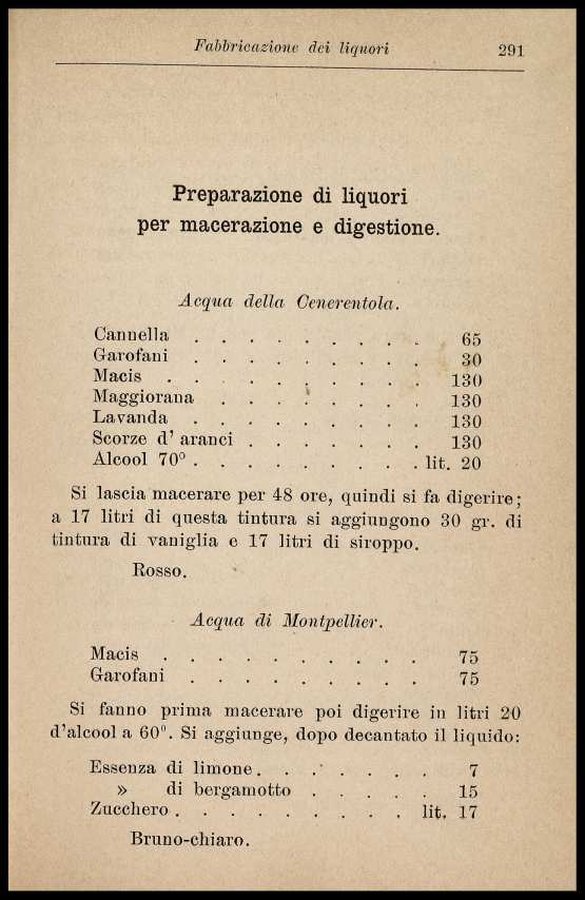 Fabbricazione dei liquori 291
Preparazione di liquori
per macerazione e digestione.
Acqua della Cenerentola.
Cannella . . . . . . . . . 65
Garofani . . . . . . . . . 30
Macis . . . . . . . . . . 130
Maggiorana . . . . . . . . 130
Lavanda . . . . . . . . . 130
Scorze d' aranci . . . . . . . 130
Alcool 70° . . . . . . . . . lit. 20
Si lascia macerare per 48 ore, quindi si fa digerire;
a 17 litri di questa tintura si aggiungono 30 gr. di
tintura di vaniglia e 17 litri di siroppo.
Rosso.
Acqua di Montpellier.
Macis . . . . . . . . . . 75
Garofani . . . . . . . . . 75
Si fanno prima macerare poi digerire in litri 20
d'alcool a 60°. Si aggiunge, dopo decantato il liquido:
Essenza di limone . . . . . . . 7
» di bergamotto . . . . . 15
Zucchero . . . . . . . . . lit. 17
Bruno-chiaro.